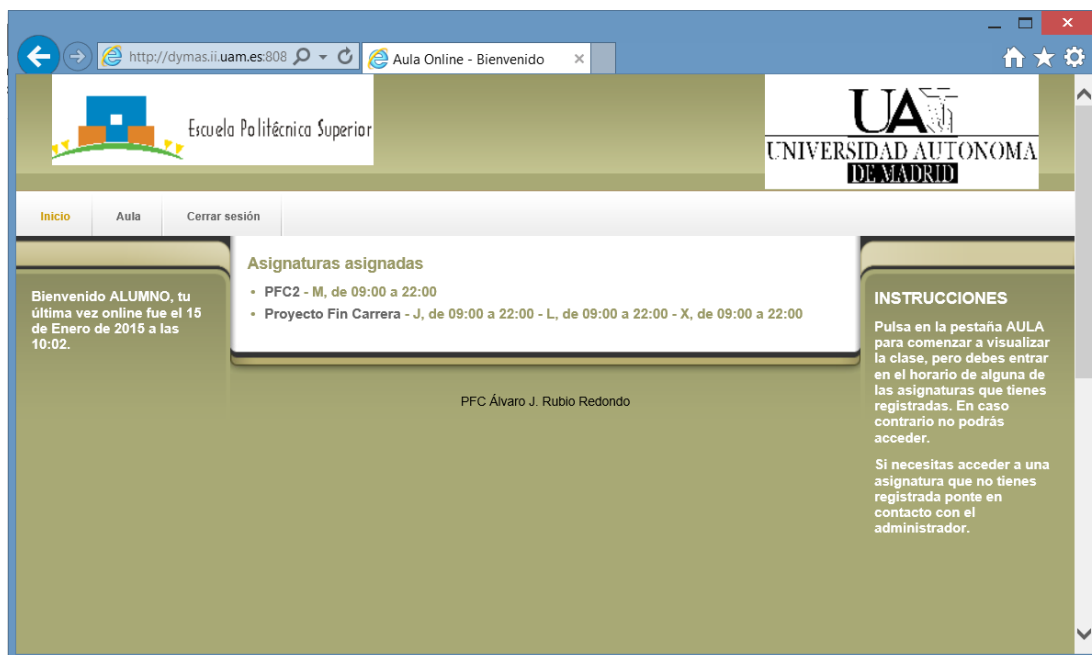 http://dymas.ii.uam.es:808
Aula Online - Bienvenido
Escuela Politécnica Superior
UAM
UNIVERSIDAD AUTONOMA
DE MADRID
Inicio
Aula
Cerrar sesión
Bienvenido ALUMNO, tu
última vez online fue el 15
de Enero de 2015 a las
10:02.
Asignaturas asignadas
• PFC2 - M, de 09:00 a 22:00
• Proyecto Fin Carrera - J, de 09:00 a 22:00 - L, de 09:00 a 22:00 - X, de 09:00 a 22:00
PFC Álvaro J. Rubio Redondo
INSTRUCCIONES
Pulsa en la pestaña AULA
para comenzar a visualizar
la clase, pero debes entrar
en el horario de alguna de
las asignaturas que tienes
registradas. En caso
contrario no podrás
acceder.
Si necesitas acceder a una
asignatura que no tienes
registrada ponte en
contacto con el
administrador.